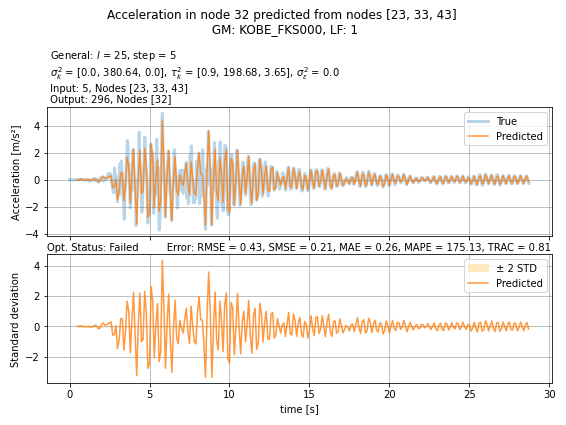 Acceleration in node 32 predicted from nodes [23, 33, 43]
GM: KOBE_FKS000, LF: 1
General: l = 25, step = 5
σ²ₖ = [0.0, 380.64, 0.0], τ²ₖ = [0.9, 198.68, 3.65], σ²ε = 0.0
Input: 5, Nodes [23, 33, 43]
Output: 296, Nodes [32]
Acceleration [m/s²]
4
2
0
−2
−4
True
Predicted
Opt. Status: Failed Error: RMSE = 0.43, SMSE = 0.21, MAE = 0.26, MAPE = 175.13, TRAC = 0.81
Standard deviation
4
2
0
−2
± 2 STD
Predicted
0 5 10 15 20 25 30
time [s]